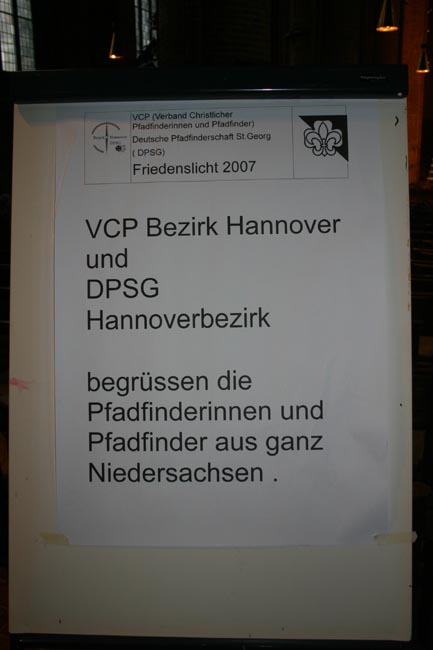 VCP (Verband Christlicher
Pfadfinderinnen und Pfadfinder)
Deutsche Pfadfinderschaft St.Georg
( DPSG)
Friedenslicht 2007
VCP Bezirk Hannover
und
DPSG
Hannoverbezirk
begrüssen die
Pfadfinderinnen und
Pfadfinder aus ganz
Niedersachsen .